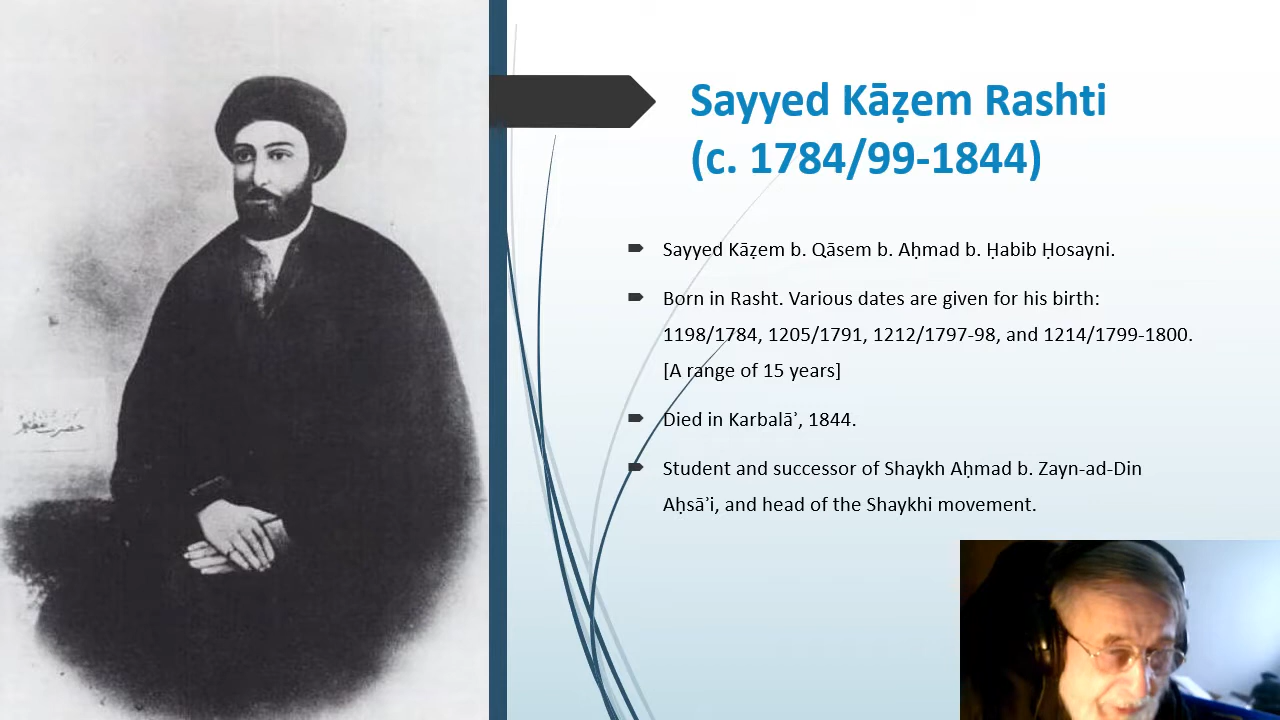 Sayyed Kāẓem Rashti
(c. 1784/99-1844)
Sayyed Kāẓem b. Qāsem b. Aḥmad b. Ḥabib Ḥosayni.
Born in Rasht. Various dates are given for his birth:
1198/1784, 1205/1791, 1212/1797-98, and 1214/1799-1800.
[A range of 15 years]
Died in Karbalāʾ, 1844.
Student and successor of Shaykh Aḥmad b. Zayn-ad-Din
Aḥsāʾi, and head of the Shaykhi movement.